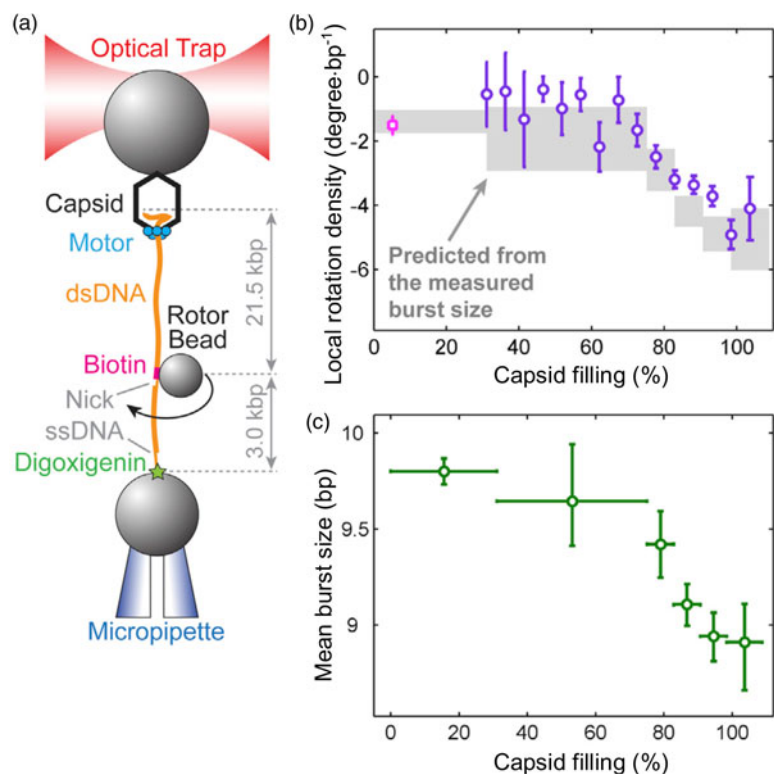 (a)
Optical Trap
Capsid
Motor
dsDNA
21.5 kbp
Rotor
Bead
Biotin
Nick
ssDNA
3.0 kbp
Digoxigenin
Micropipette
(b)
Local rotation density (degree·bp⁻¹)
0
-2
-4
-6
Predicted from
the measured
burst size
0 20 40 60 80 100
Capsid filling (%)
(c)
Mean burst size (bp)
10
9.5
9
0 20 40 60 80 100
Capsid filling (%)